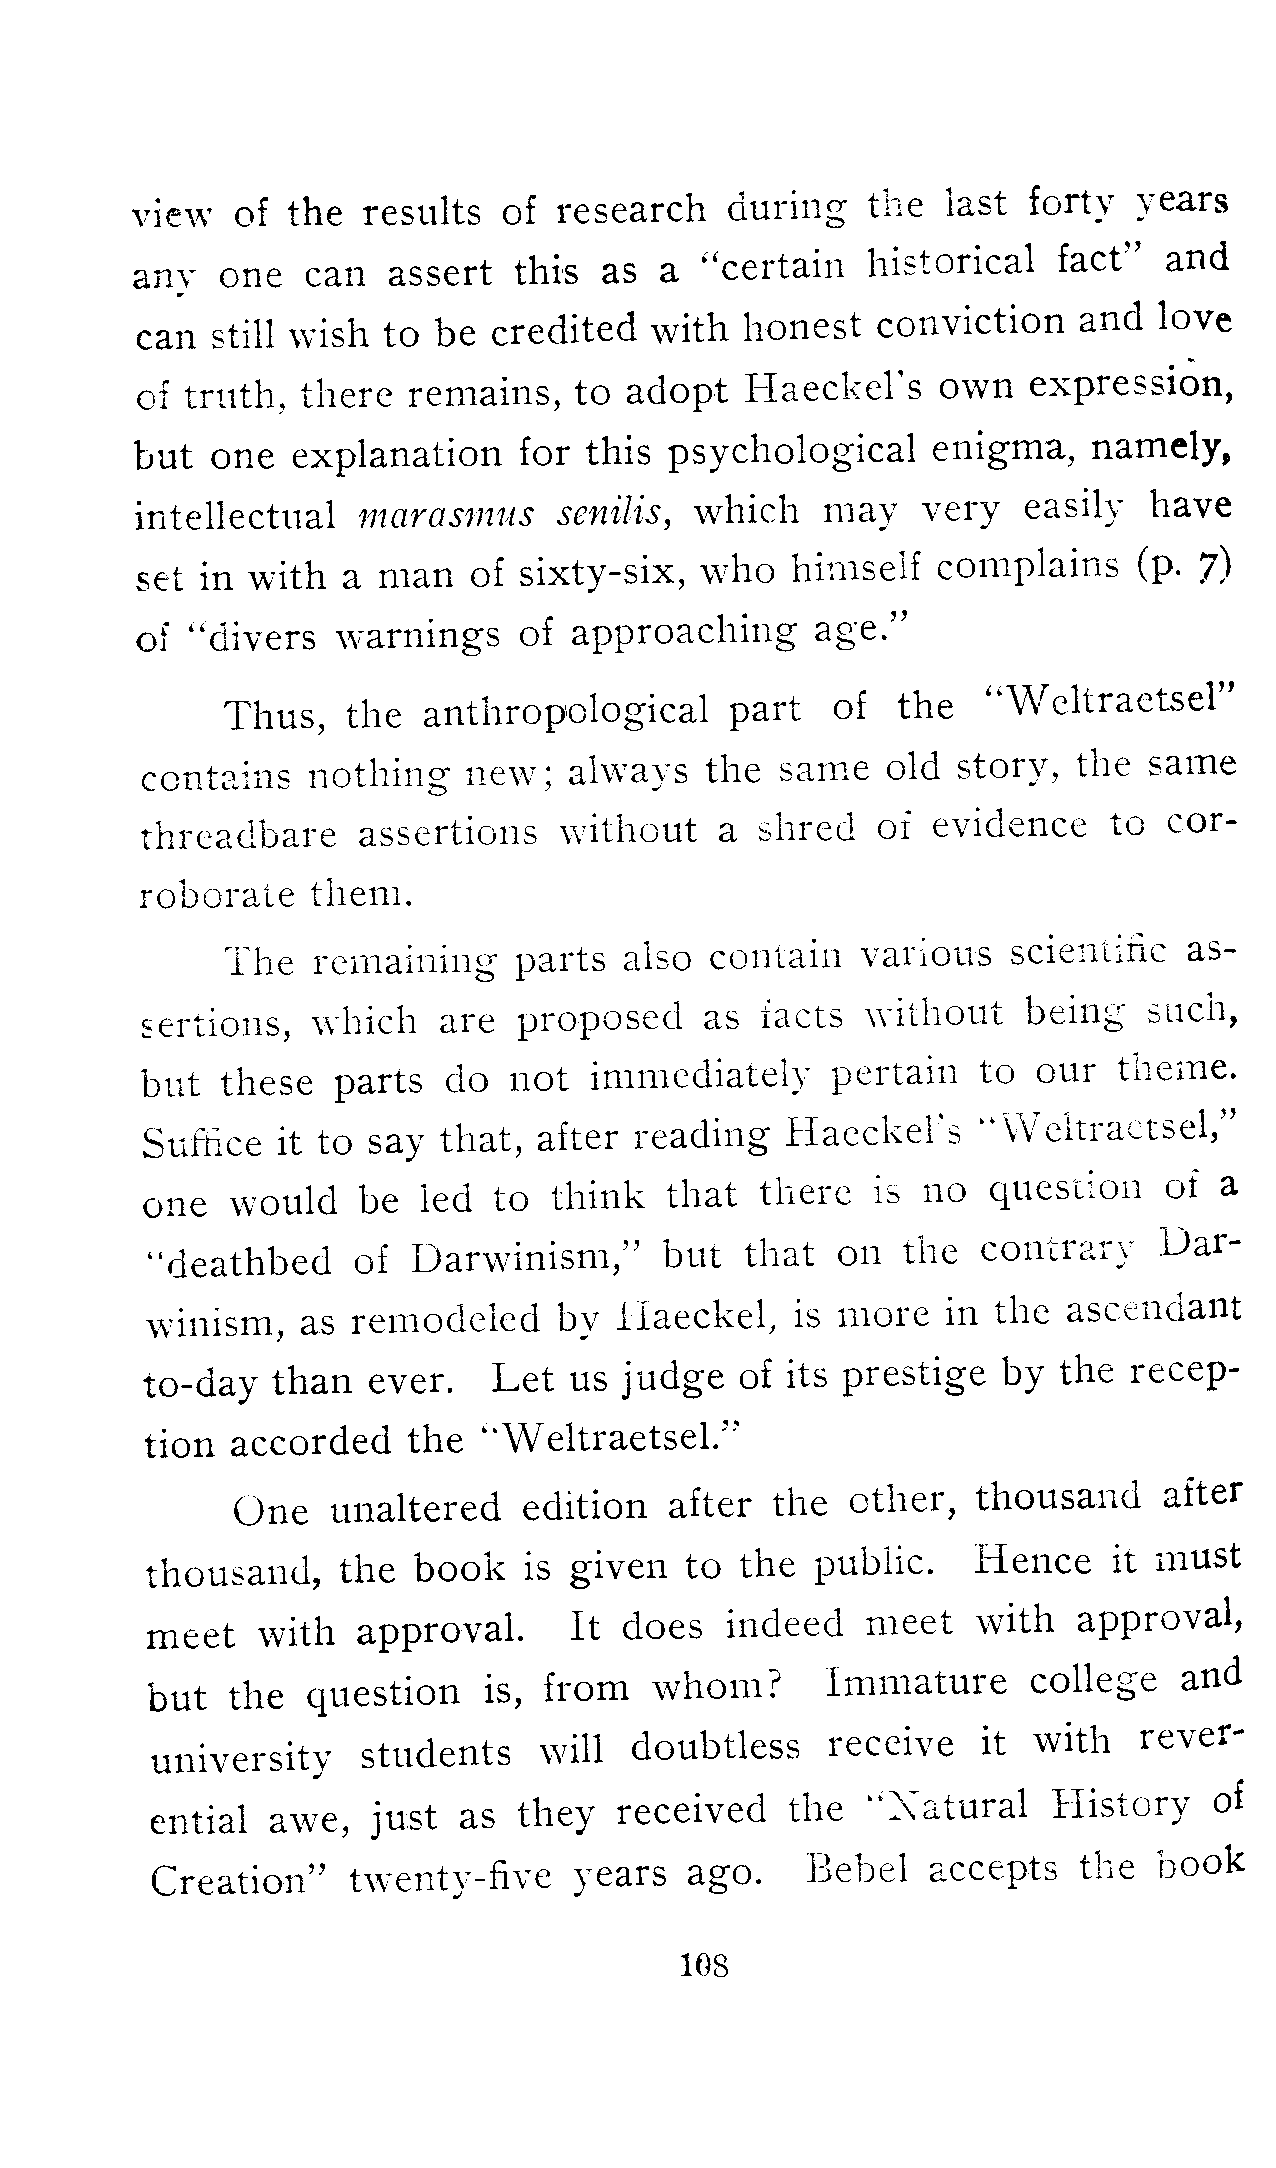 view of the results of research during the last forty years
any one can assert this as a “certain historical fact” and
can still wish to be credited with honest conviction and love
of truth, there remains, to adopt Haeckel's own expression,
but one explanation for this psychological enigma, namely,
intellectual marasmus senilis, which may very easily have
set in with a man of sixty-six, who himself complains (p. 7)
of “divers warnings of approaching age.”
Thus, the anthropological part of the “Weltraetsel”
contains nothing new; always the same old story, the same
threadbare assertions without a shred of evidence to cor-
roborate them.
The remaining parts also contain various scientific as-
sertions, which are proposed as facts without being such,
but these parts do not immediately pertain to our theme.
Suffice it to say that, after reading Haeckel's “Weltraetsel,”
one would be led to think that there is no question of a
“deathbed of Darwinism,” but that on the contrary Dar-
winism, as remodeled by Haeckel, is more in the ascendant
to-day than ever. Let us judge of its prestige by the recep-
tion accorded the “Weltraetsel.”
One unaltered edition after the other, thousand after
thousand, the book is given to the public. Hence it must
meet with approval. It does indeed meet with approval,
but the question is, from whom? Immature college and
university students will doubtless receive it with rever-
ential awe, just as they received the “Natural History of
Creation” twenty-five years ago. Bebel accepts the book
108